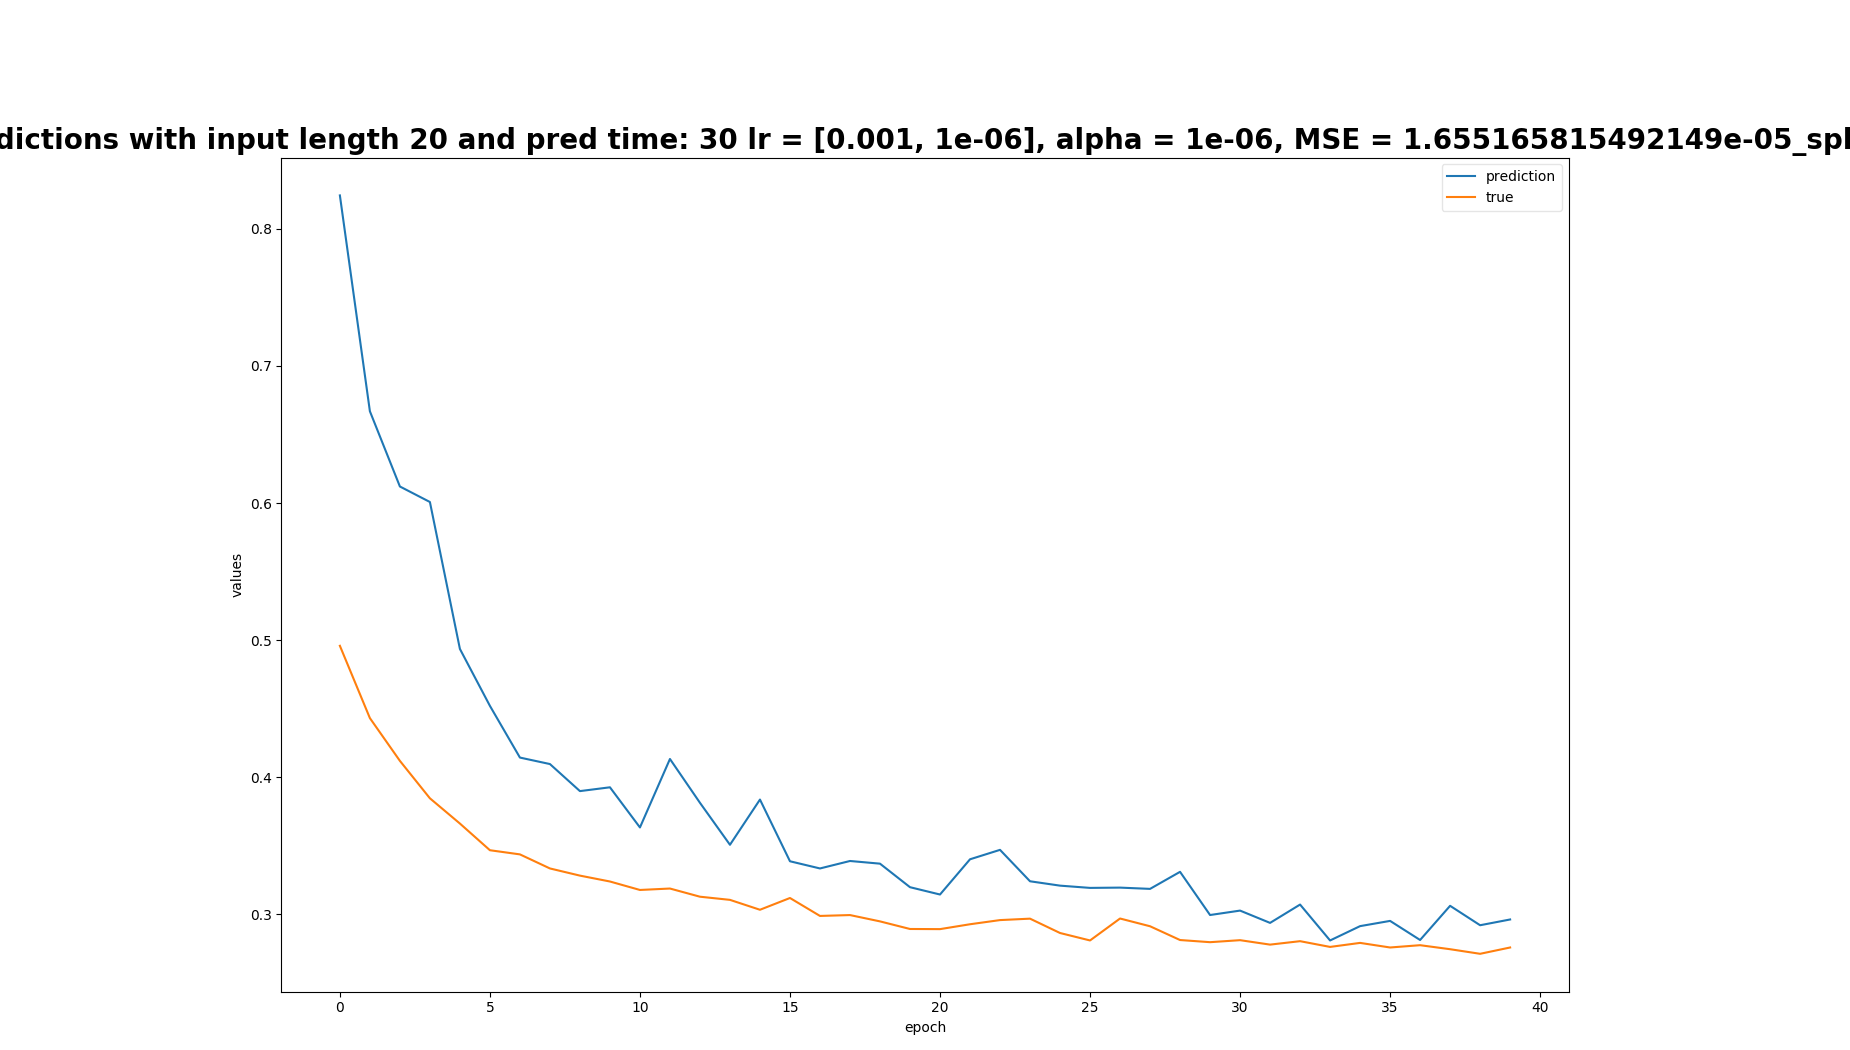 dictions with input length 20 and pred time: 30 lr = [0.001, 1e-06], alpha = 1e-06, MSE = 1.655165815492149e-05_spl
prediction
true
0.8
0.7
0.6
0.5
0.4
0.3
values
0 5 10 15 20 25 30 35 40
epoch